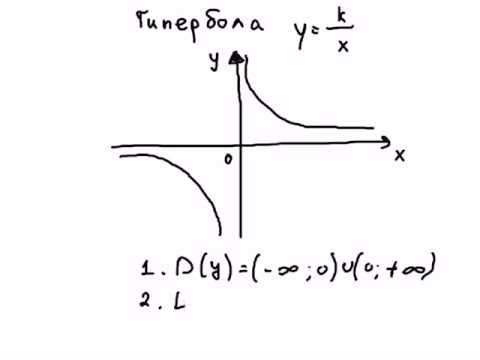 Гипербола y = k/x
y
0
x
1. D(y)=(-∞;0)∪(0;+∞)
2. L